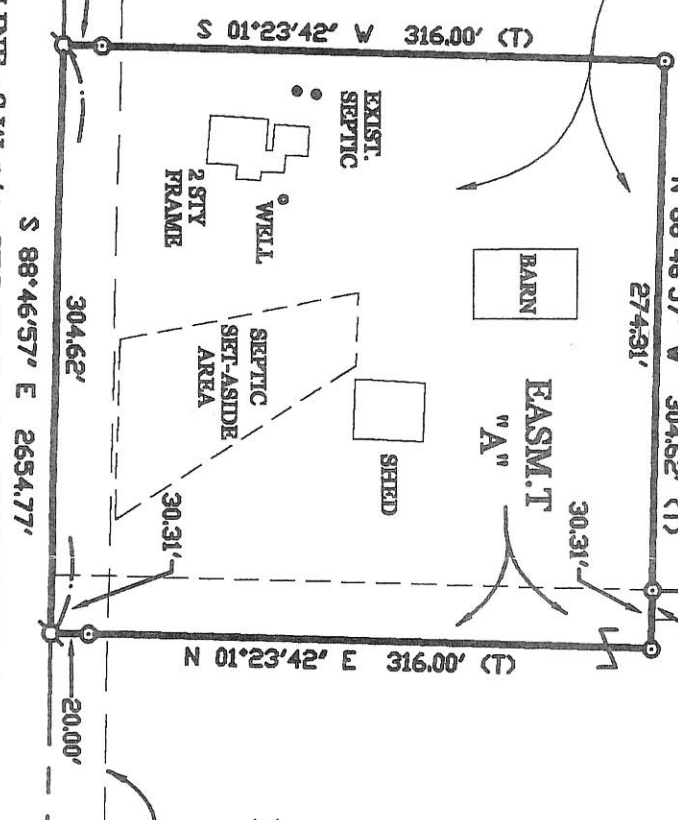 S 01°23'42" W 316.00' (T)
W 304.62' (T)
274.31'
EXIST.
SEPTIC
2 STY
FRAME
WELL
BARN
EASM.T
"A"
30.31'
SHED
SEPTIC
SET-ASIDE
AREA
30.31'
304.62'
S 88°46'57" E 2654.77'
N 01°23'42" E 316.00' (T)
20.00'